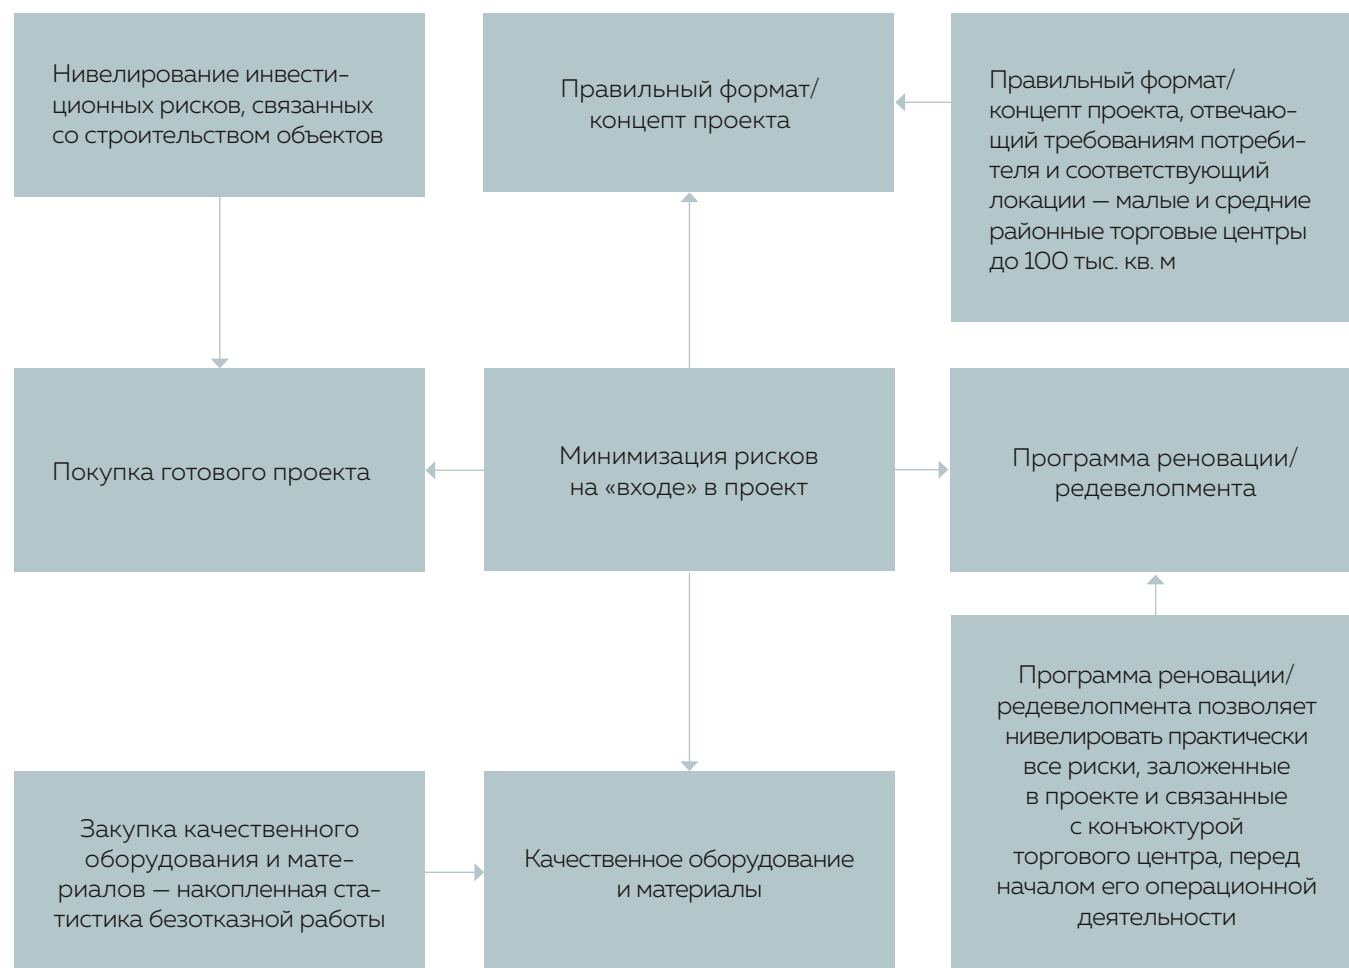 Нивелирование инвести-
ционных рисков, связанных
со строительством объектов
Правильный формат/
концепт проекта
Правильный формат/
концепт проекта, отвечаю-
щий требованиям потреби-
теля и соответствующий
локации — малые и средние
районные торговые центры
до 100 тыс. кв. м
Покупка готового проекта
Минимизация рисков
на «входе» в проект
Программа реновации/
редевелопмента
Закупка качественного
оборудования и мате-
риалов — накопленная ста-
тистика безотказной работы
Качественное оборудование
и материалы
Программа реновации/
редевелопмента позволяет
нивелировать практически
все риски, заложенные
в проекте и связанные
с конъюктурой
торгового центра, перед
началом его операционной
деятельности